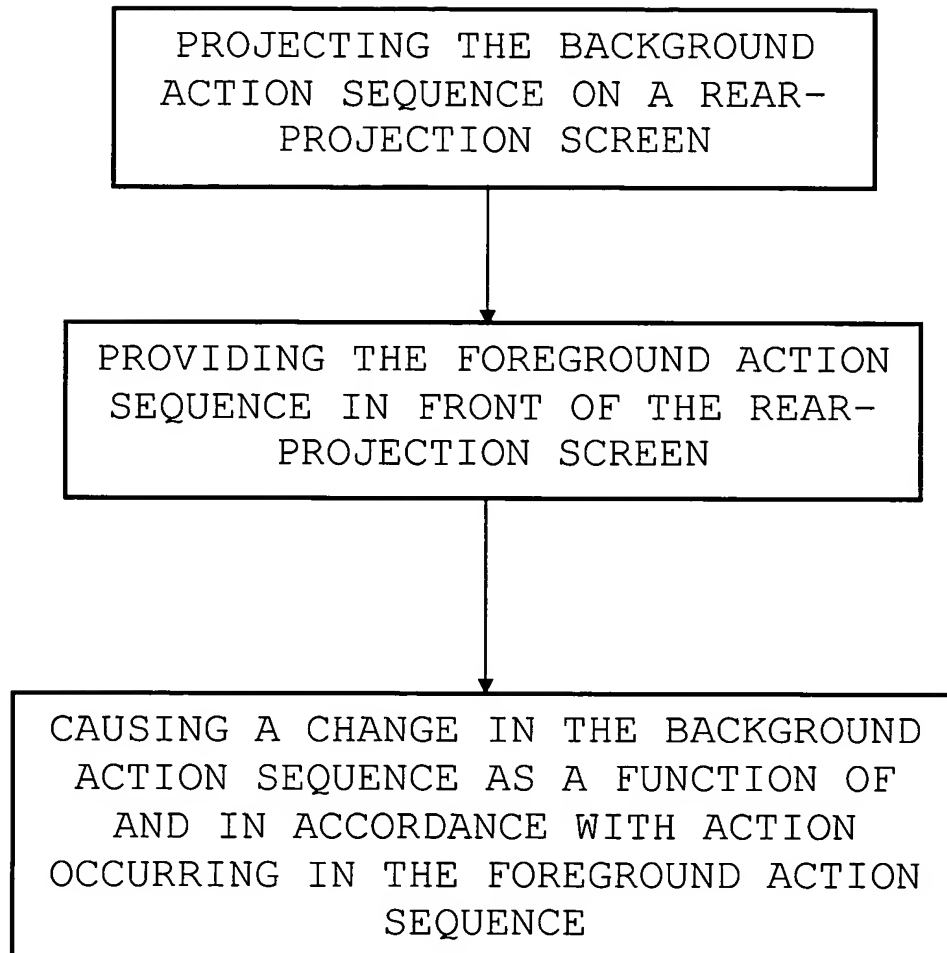 PROJECTING THE BACKGROUND
ACTION SEQUENCE ON A REAR-
PROJECTION SCREEN
PROVIDING THE FOREGROUND ACTION
SEQUENCE IN FRONT OF THE REAR-
PROJECTION SCREEN
CAUSING A CHANGE IN THE BACKGROUND
ACTION SEQUENCE AS A FUNCTION OF
AND IN ACCORDANCE WITH ACTION
OCCURRING IN THE FOREGROUND ACTION
SEQUENCE